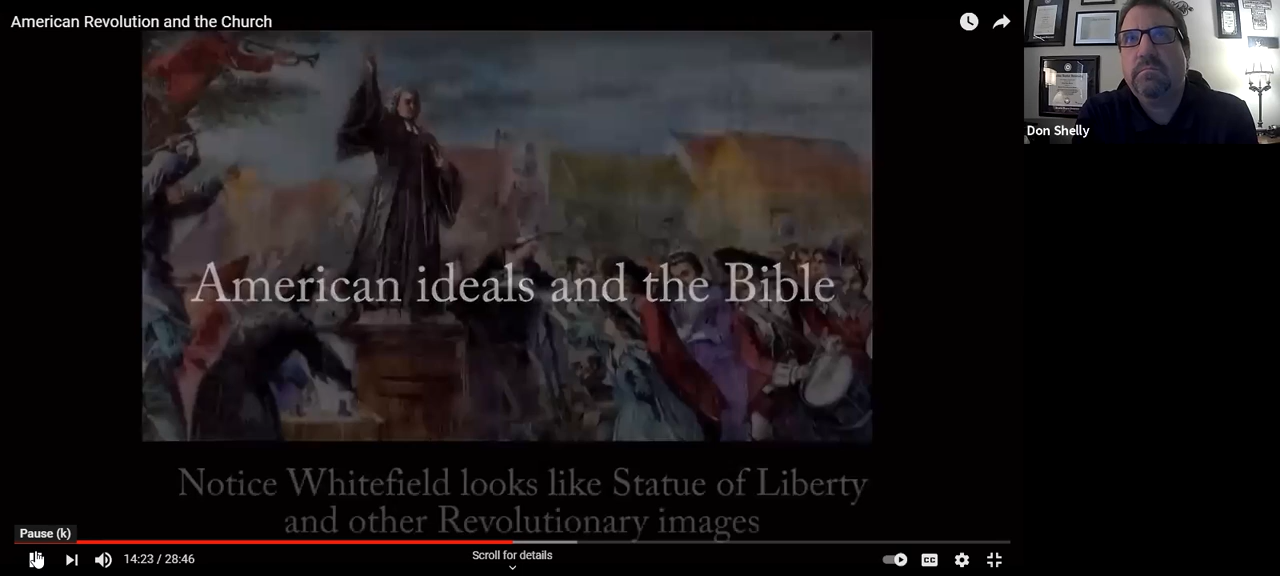 American Revolution and the Church
Don Shelly
American ideals and the Bible
Notice Whitefield looks like Statue of Liberty
and other Revolutionary images
Pause (k)
14:23 / 28:46
Scroll for details
CC